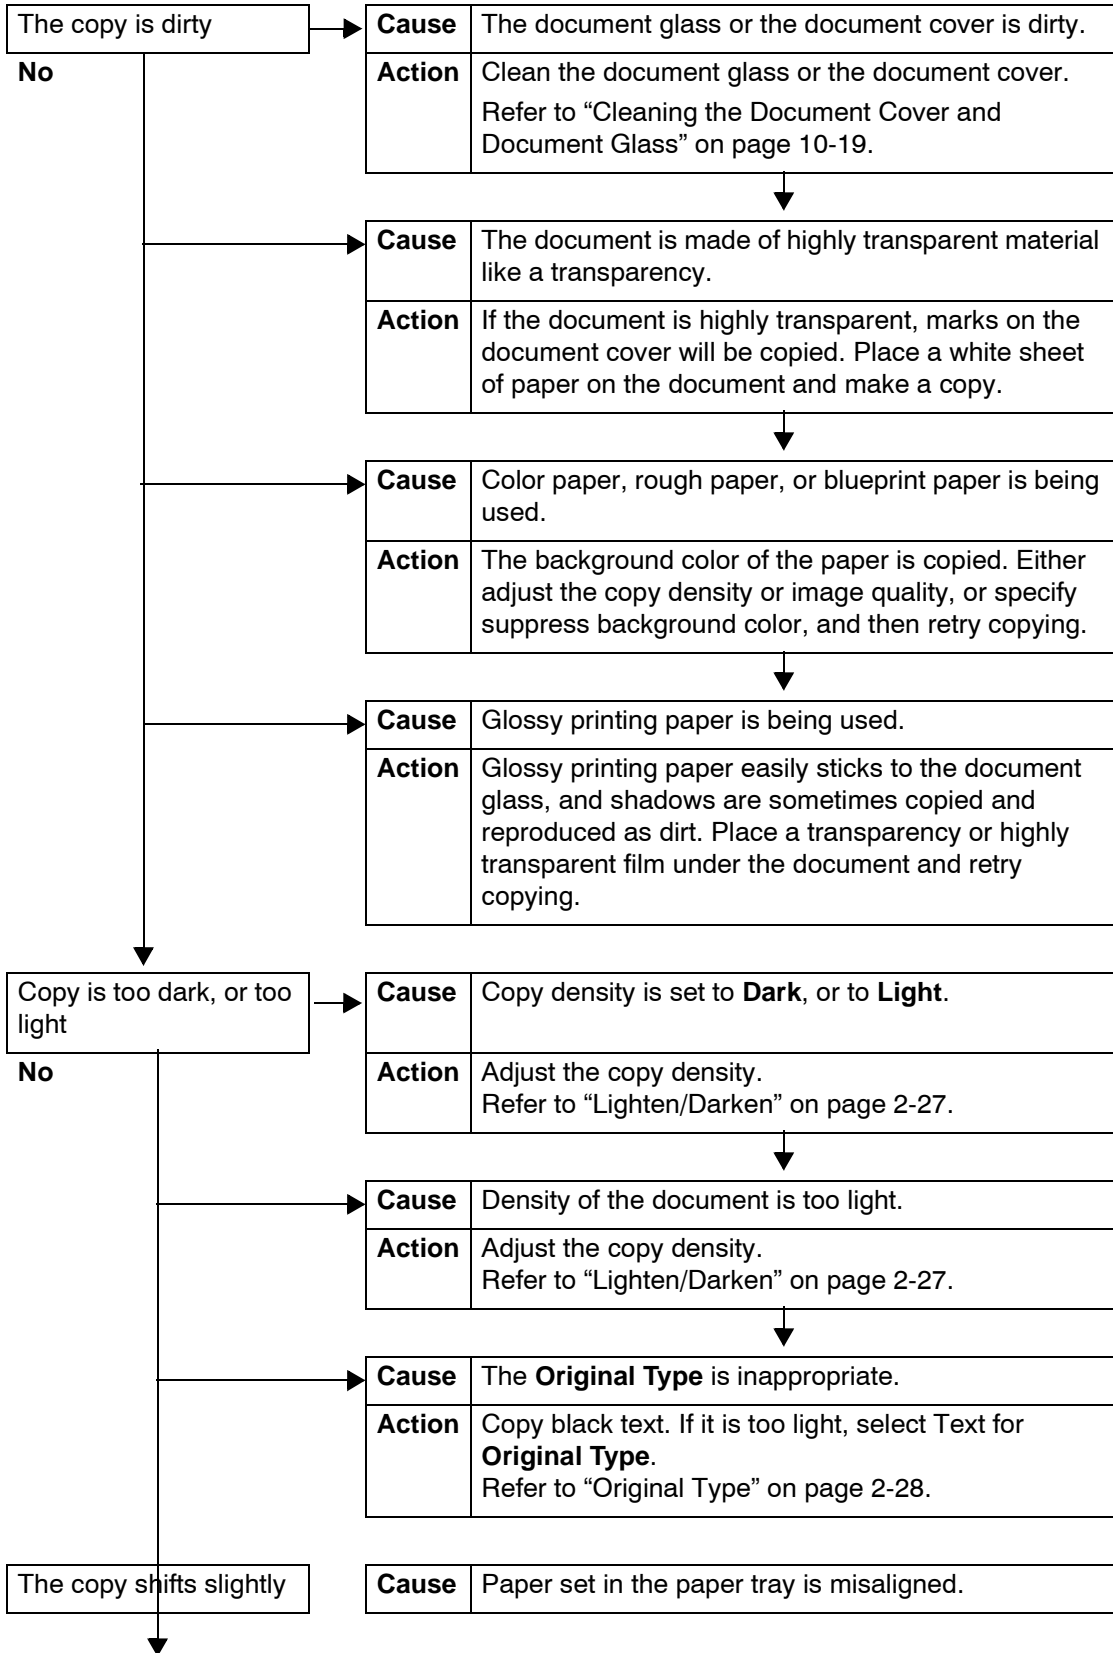 The copy is dirty
Cause The document glass or the document cover is dirty.
No
Action Clean the document glass or the document cover.
Refer to “Cleaning the Document Cover and
Document Glass” on page 10-19.
Cause The document is made of highly transparent material
like a transparency.
Action If the document is highly transparent, marks on the
document cover will be copied. Place a white sheet
of paper on the document and make a copy.
Cause Color paper, rough paper, or blueprint paper is being
used.
Action The background color of the paper is copied. Either
adjust the copy density or image quality, or specify
suppress background color, and then retry copying.
Cause Glossy printing paper is being used.
Action Glossy printing paper easily sticks to the document
glass, and shadows are sometimes copied and
reproduced as dirt. Place a transparency or highly
transparent film under the document and retry
copying.
Copy is too dark, or too
light
Cause Copy density is set to Dark, or to Light.
No
Action Adjust the copy density.
Refer to “Lighten/Darken” on page 2-27.
Cause Density of the document is too light.
Action Adjust the copy density.
Refer to “Lighten/Darken” on page 2-27.
Cause The Original Type is inappropriate.
Action Copy black text. If it is too light, select Text for
Original Type.
Refer to “Original Type” on page 2-28.
The copy shifts slightly
Cause Paper set in the paper tray is misaligned.